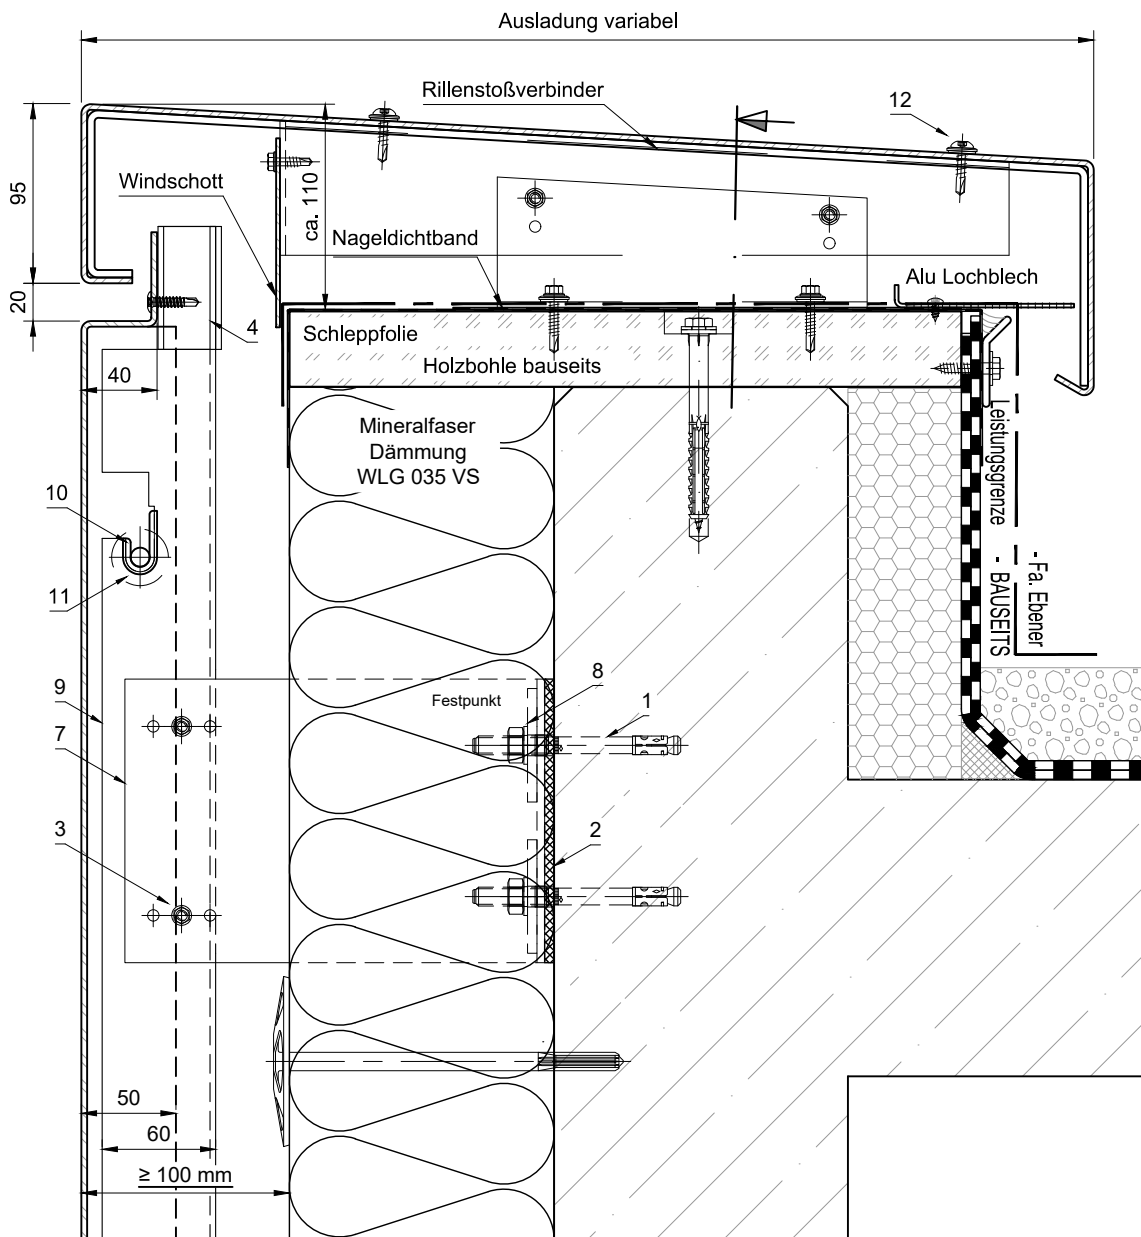 Ausladung variabel
Rillenstoßverbinder
12
95
Windschott
ca. 110
Nageldichtband
Alu Lochblech
20
4
Schleppfolie
Holzbohle bauseits
40
Mineralfaser
Dämmung
WLG 035 VS
Leistungsgrenze
- Fa. Ebener
- BAUSEITS
10
11
9
7
Festpunkt
8
1
3
2
50
60
≥ 100 mm